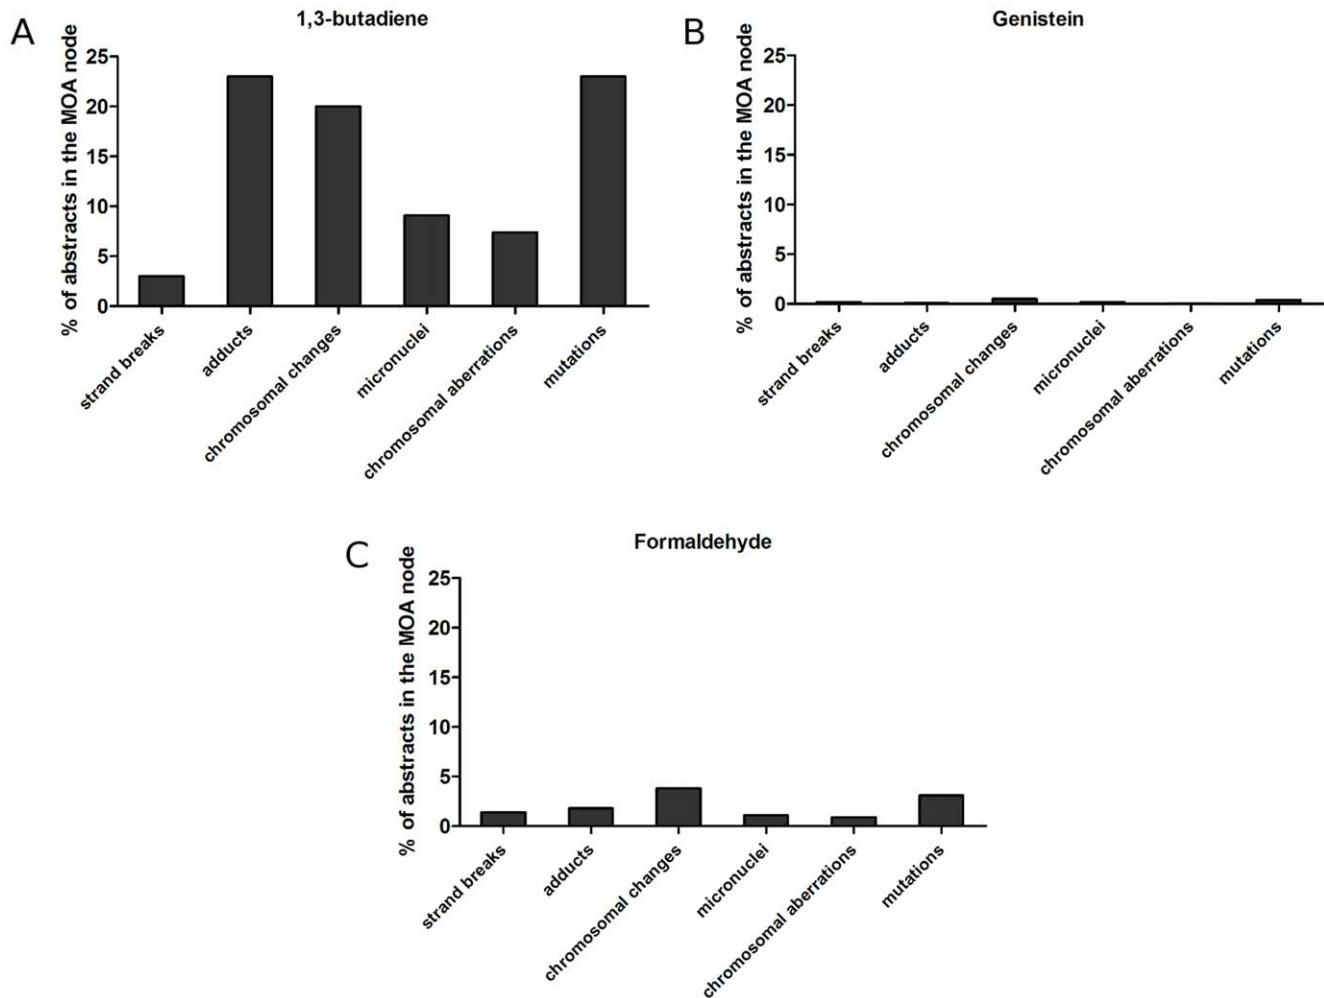 A
1,3-butadiene
% of abstracts in the MOA node
25
20
15
10
5
0
strand breaks
adducts
chromosomal changes
micronuclei
chromosomal aberrations
mutations
B
Genistein
% of abstracts in the MOA node
25
20
15
10
5
0
strand breaks
adducts
chromosomal changes
micronuclei
chromosomal aberrations
mutations
C
Formaldehyde
% of abstracts in the MOA node
25
20
15
10
5
0
strand breaks
adducts
chromosomal changes
micronuclei
chromosomal aberrations
mutations